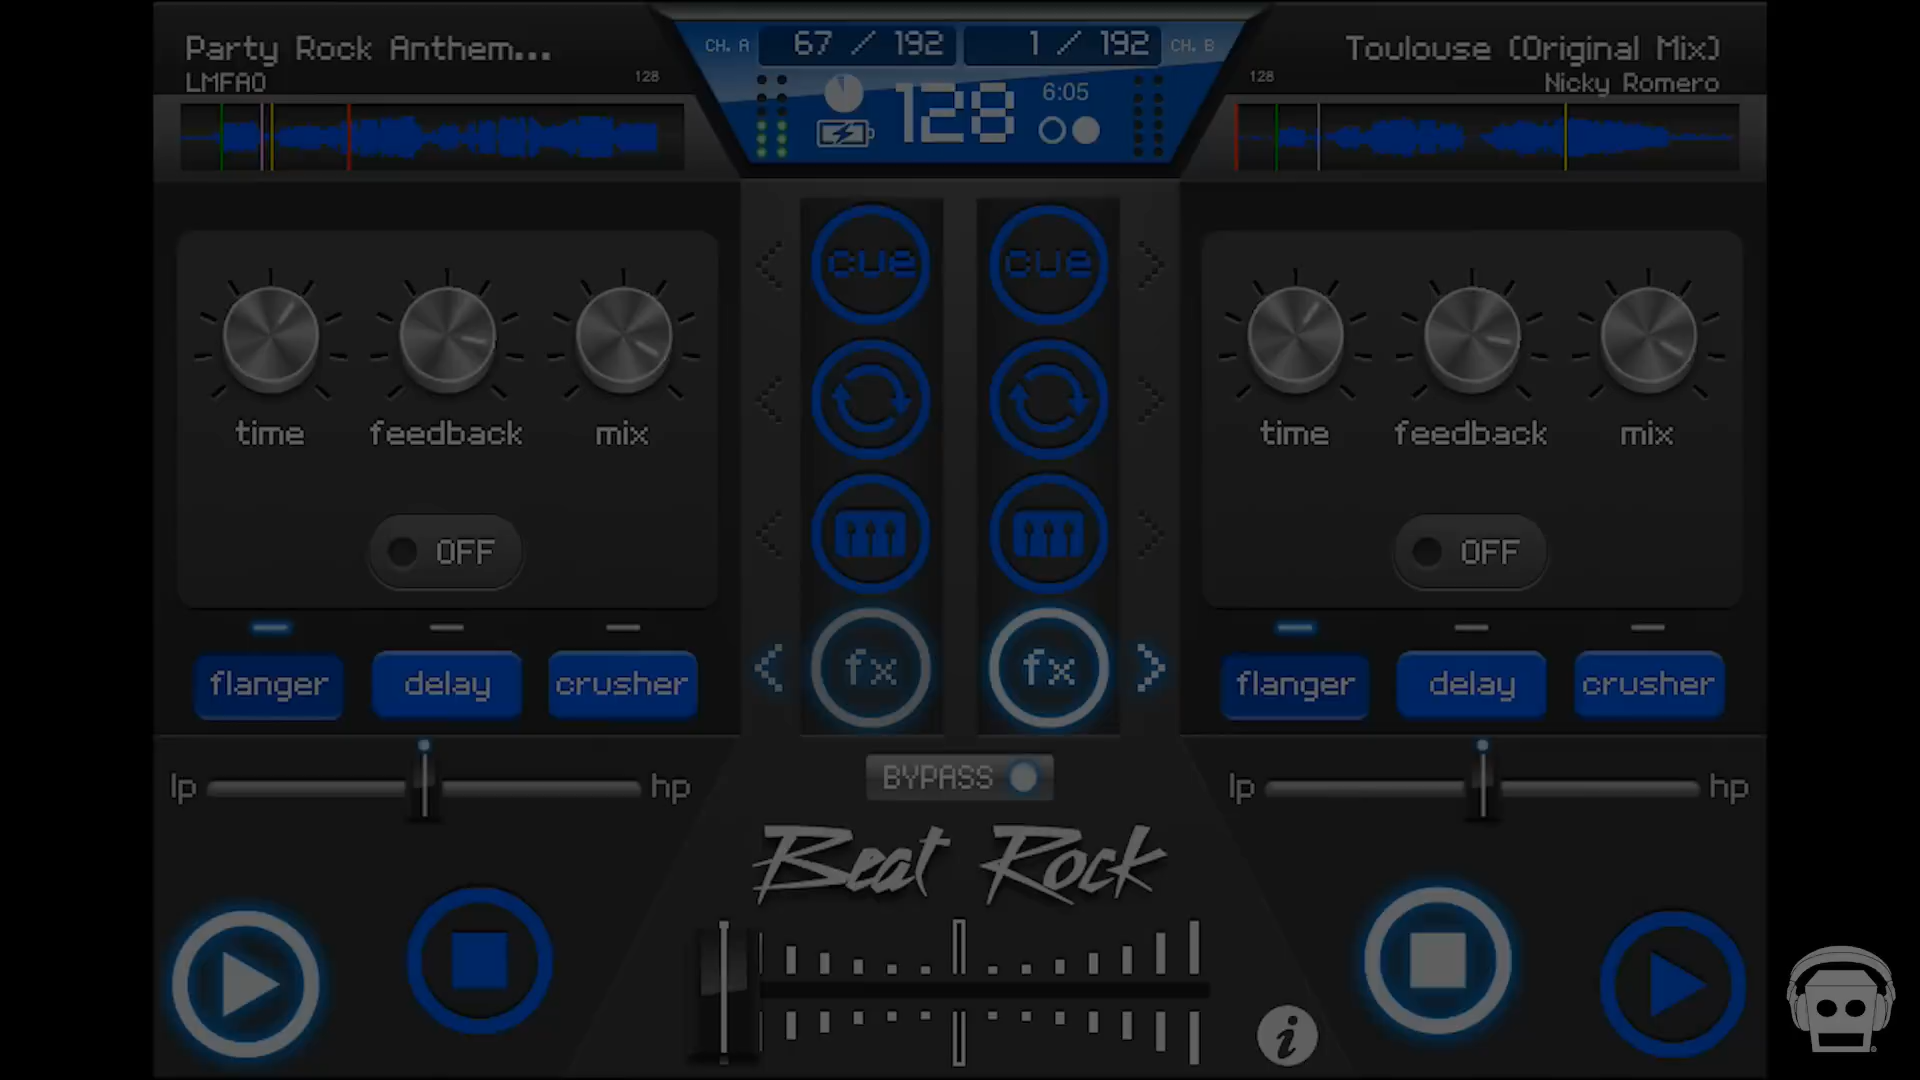 Party Rock Anthem...
LMFAO
128
CH. A
67 / 192
1 / 192
CH. B
128
6:05
128
Toulouse (Original Mix)
Nicky Romero
cue
cue
time
feedback
mix
OFF
time
feedback
mix
OFF
flanger
delay
crusher
fx
fx
flanger
delay
crusher
lp
hp
BYPASS
lp
hp
Beat Rock
i